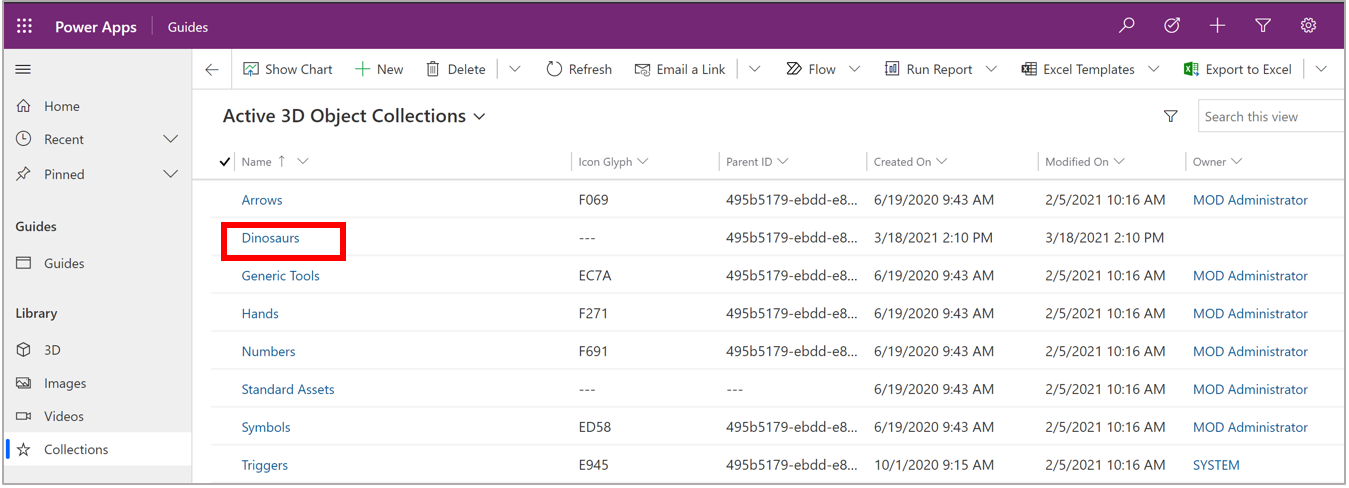 Power Apps Guides
Show Chart New Delete Refresh Email a Link Flow Run Report Excel Templates Export to Excel
Home
Recent
Pinned
Guides
Guides
Library
3D
Images
Videos
Collections
Active 3D Object Collections
Search this view
Name ↑ Icon Glyph Parent ID Created On Modified On Owner
Arrows F069 495b5179-ebdd-e8... 6/19/2020 9:43 AM 2/5/2021 10:16 AM MOD Administrator
Dinosaurs --- 495b5179-ebdd-e8... 3/18/2021 2:10 PM 3/18/2021 2:10 PM
Generic Tools EC7A 495b5179-ebdd-e8... 6/19/2020 9:43 AM 2/5/2021 10:16 AM MOD Administrator
Hands F271 495b5179-ebdd-e8... 6/19/2020 9:43 AM 2/5/2021 10:16 AM MOD Administrator
Numbers F691 495b5179-ebdd-e8... 6/19/2020 9:43 AM 2/5/2021 10:16 AM MOD Administrator
Standard Assets --- --- 6/19/2020 9:43 AM 2/5/2021 10:16 AM MOD Administrator
Symbols ED58 495b5179-ebdd-e8... 6/19/2020 9:43 AM 2/5/2021 10:16 AM MOD Administrator
Triggers E945 495b5179-ebdd-e8... 10/1/2020 9:15 AM 2/5/2021 10:16 AM SYSTEM